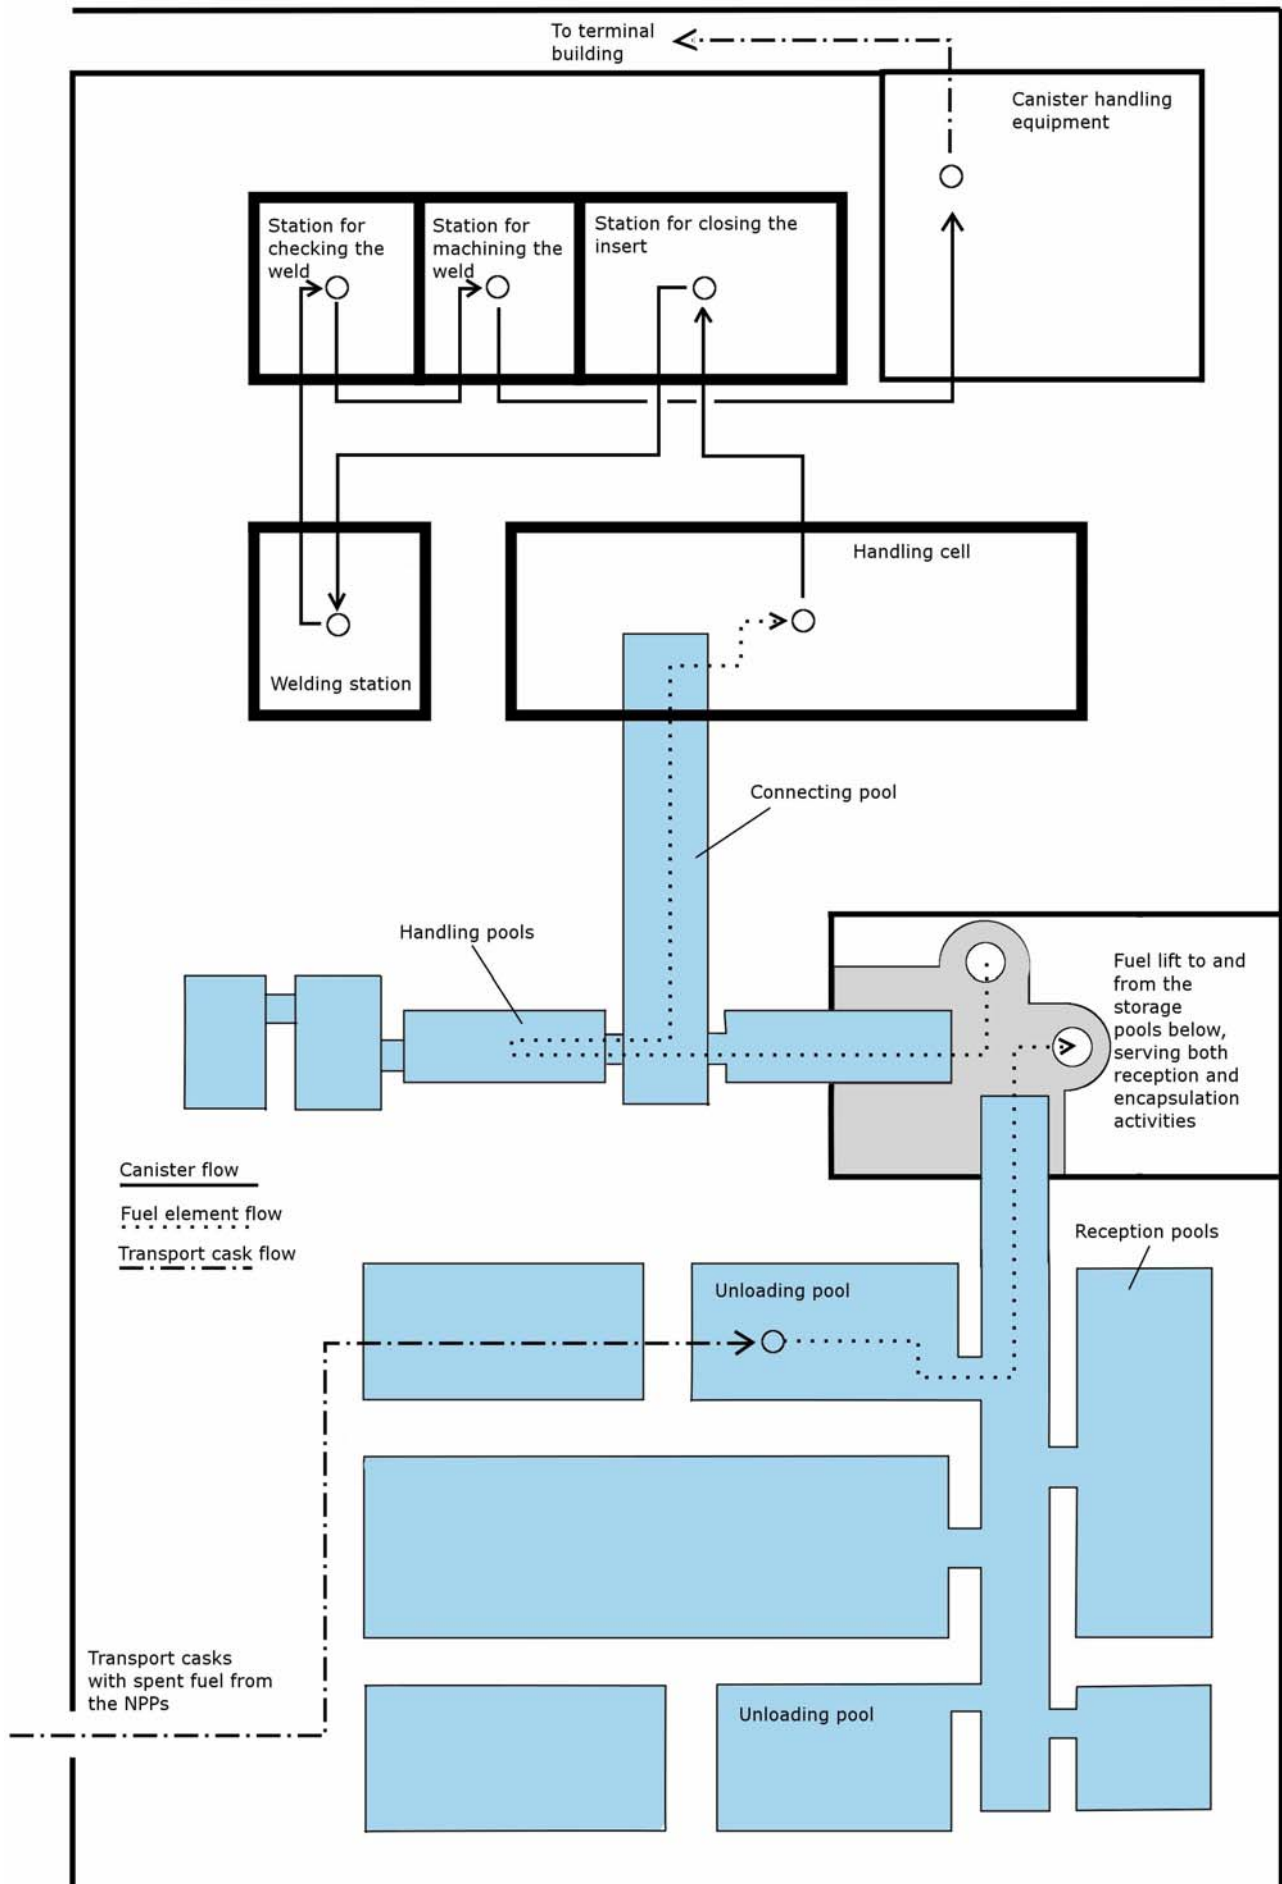 To terminal
building
Canister handling
equipment
Station for
checking the
weld
Station for
machining the
weld
Station for closing the
insert
Handling cell
Welding station
Connecting pool
Handling pools
Fuel lift to and
from the
storage
pools below,
serving both
reception and
encapsulation
activities
Canister flow
Fuel element flow
Transport cask flow
Reception pools
Unloading pool
Transport casks
with spent fuel from
the NPPs
Unloading pool